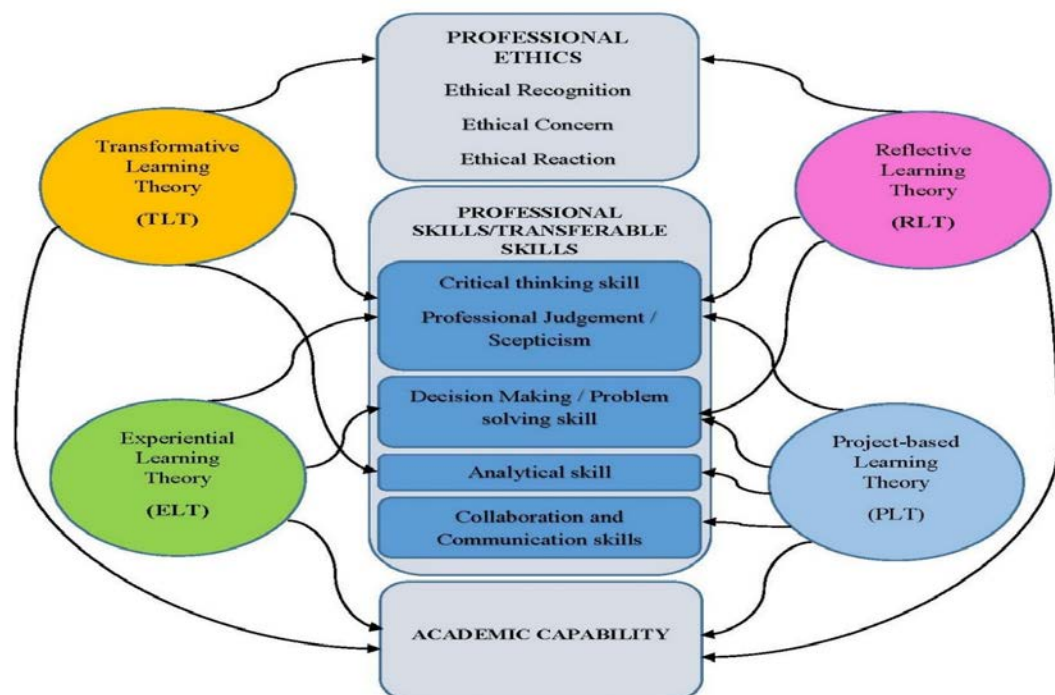 PROFESSIONAL
ETHICS
Ethical Recognition
Ethical Concern
Ethical Reaction
Transformative
Learning
Theory
(TLT)
Reflective
Learning
Theory
(RLT)
PROFESSIONAL
SKILLS/TRANSFERABLE
SKILLS
Critical thinking skill
Professional Judgement /
Scepticism
Decision Making / Problem
solving skill
Analytical skill
Collaboration and
Communication skills
Experiential
Learning
Theory
(ELT)
Project-based
Learning
Theory
(PLT)
ACADEMIC CAPABILITY